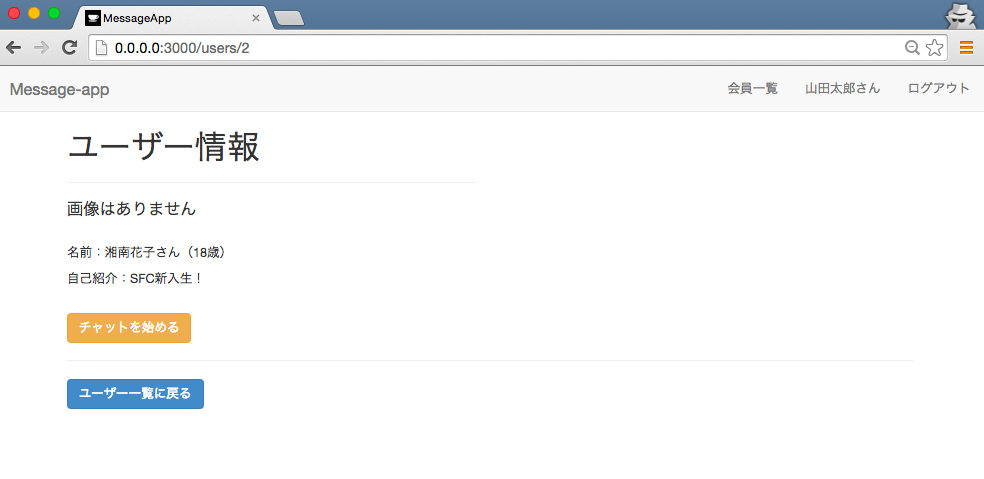 MessageApp
0.0.0.0:3000/users/2
Message-app 会員一覧 山田太郎さん ログアウト
ユーザー情報
画像はありません
名前：湘南花子さん（18歳）
自己紹介：SFC新入生！
チャットを始める
ユーザー一覧に戻る